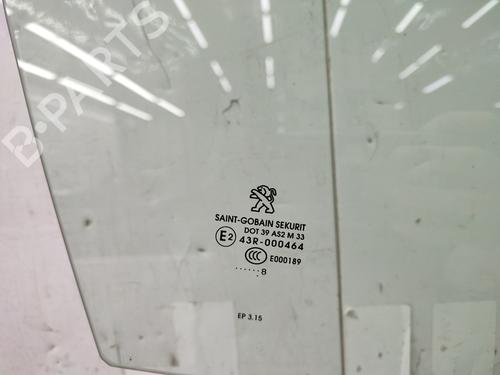 B-PARTS
SAINT-GOBAIN SEKURIT
DOT 39 AS2 M 33
E2 43R-000464
CCC E000189
......8
EP 3.15